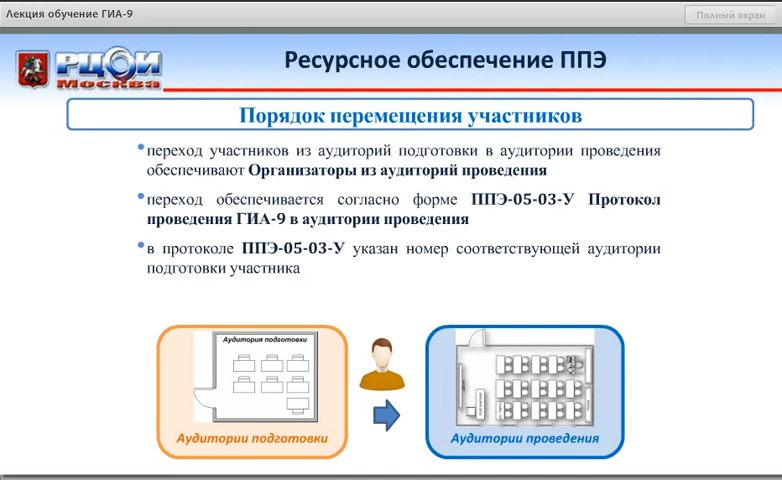 Лекция обучение ГИА-9
Полный экран
РЦОИ
Москва
Ресурсное обеспечение ППЭ
Порядок перемещения участников
•переход участников из аудиторий подготовки в аудитории проведения
обеспечивают Организаторы из аудиторий проведения
•переход обеспечивается согласно форме ППЭ-05-03-У Протокол
проведения ГИА-9 в аудитории проведения
•в протоколе ППЭ-05-03-У указан номер соответствующей аудитории
подготовки участника
Аудитория подготовки
Аудитории подготовки
Аудитории проведения